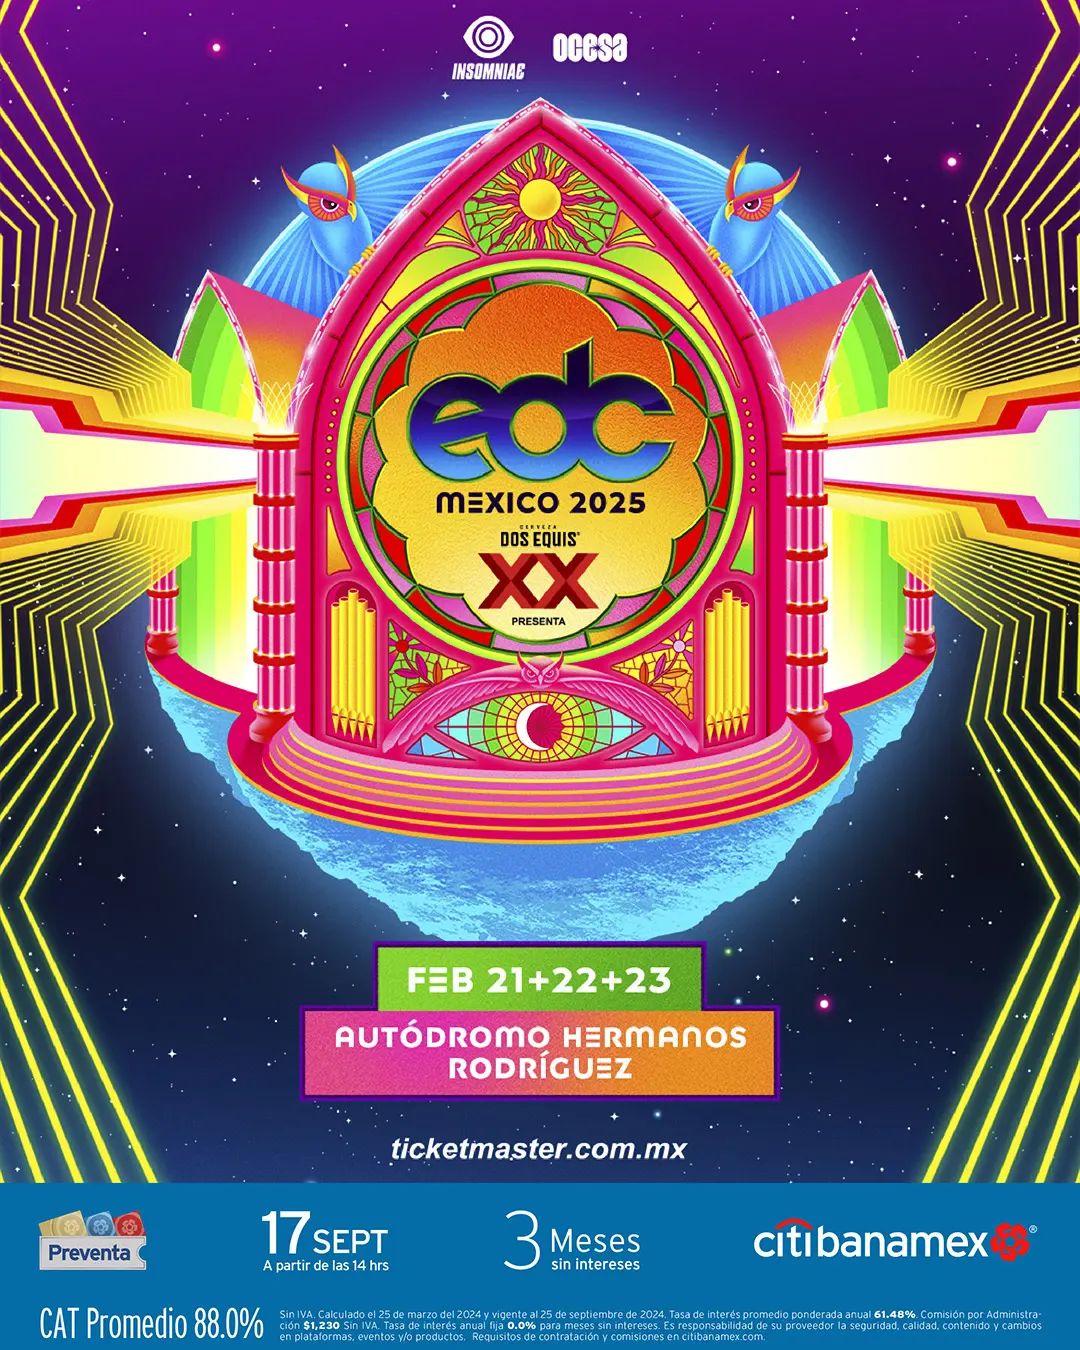 INSOMNIAC
ocesa
edc
MEXICO 2025
CERVEZA
DOS EQUIS
XX
PRESENTA
FEB 21+22+23
AUTÓDROMO HERMANOS
RODRÍGUEZ
ticketmaster.com.mx
Preventa
17 SEPT
A partir de las 14 hrs
3 Meses
sin intereses
citibanamex®
CAT Promedio 88.0%
Sin IVA. Calculado el 25 de marzo del 2024 y vigente al 25 de septiembre de 2024. Tasa de interés promedio ponderada anual 61.48%. Comisión por Administra-
ción $1,230 Sin IVA. Tasa de interés anual fija 0.0% para meses sin intereses. Es responsabilidad de su proveedor la seguridad, calidad, contenido y cambios
en plataformas, eventos y/o productos. Requisitos de contratación y comisiones en citibanamex.com.